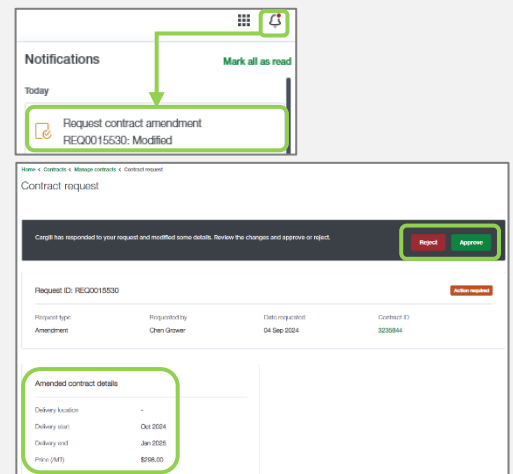 Notifications Mark all as read
Today
Request contract amendment
REQ0015530: Modified
Home < Contracts < Manage contracts < Contract request
Contract request
Cargill has responded to your request and modified some details. Review the changes and approve or reject.
Reject Approve
Request ID: REQ0015530 Action required
Request type Requested by Date requested Contract ID
Amendment Chen Grower 04 Sep 2024 3235844
Amended contract details
Delivery location -
Delivery start Oct 2024
Delivery end Jan 2025
Price (/MT) $298.00